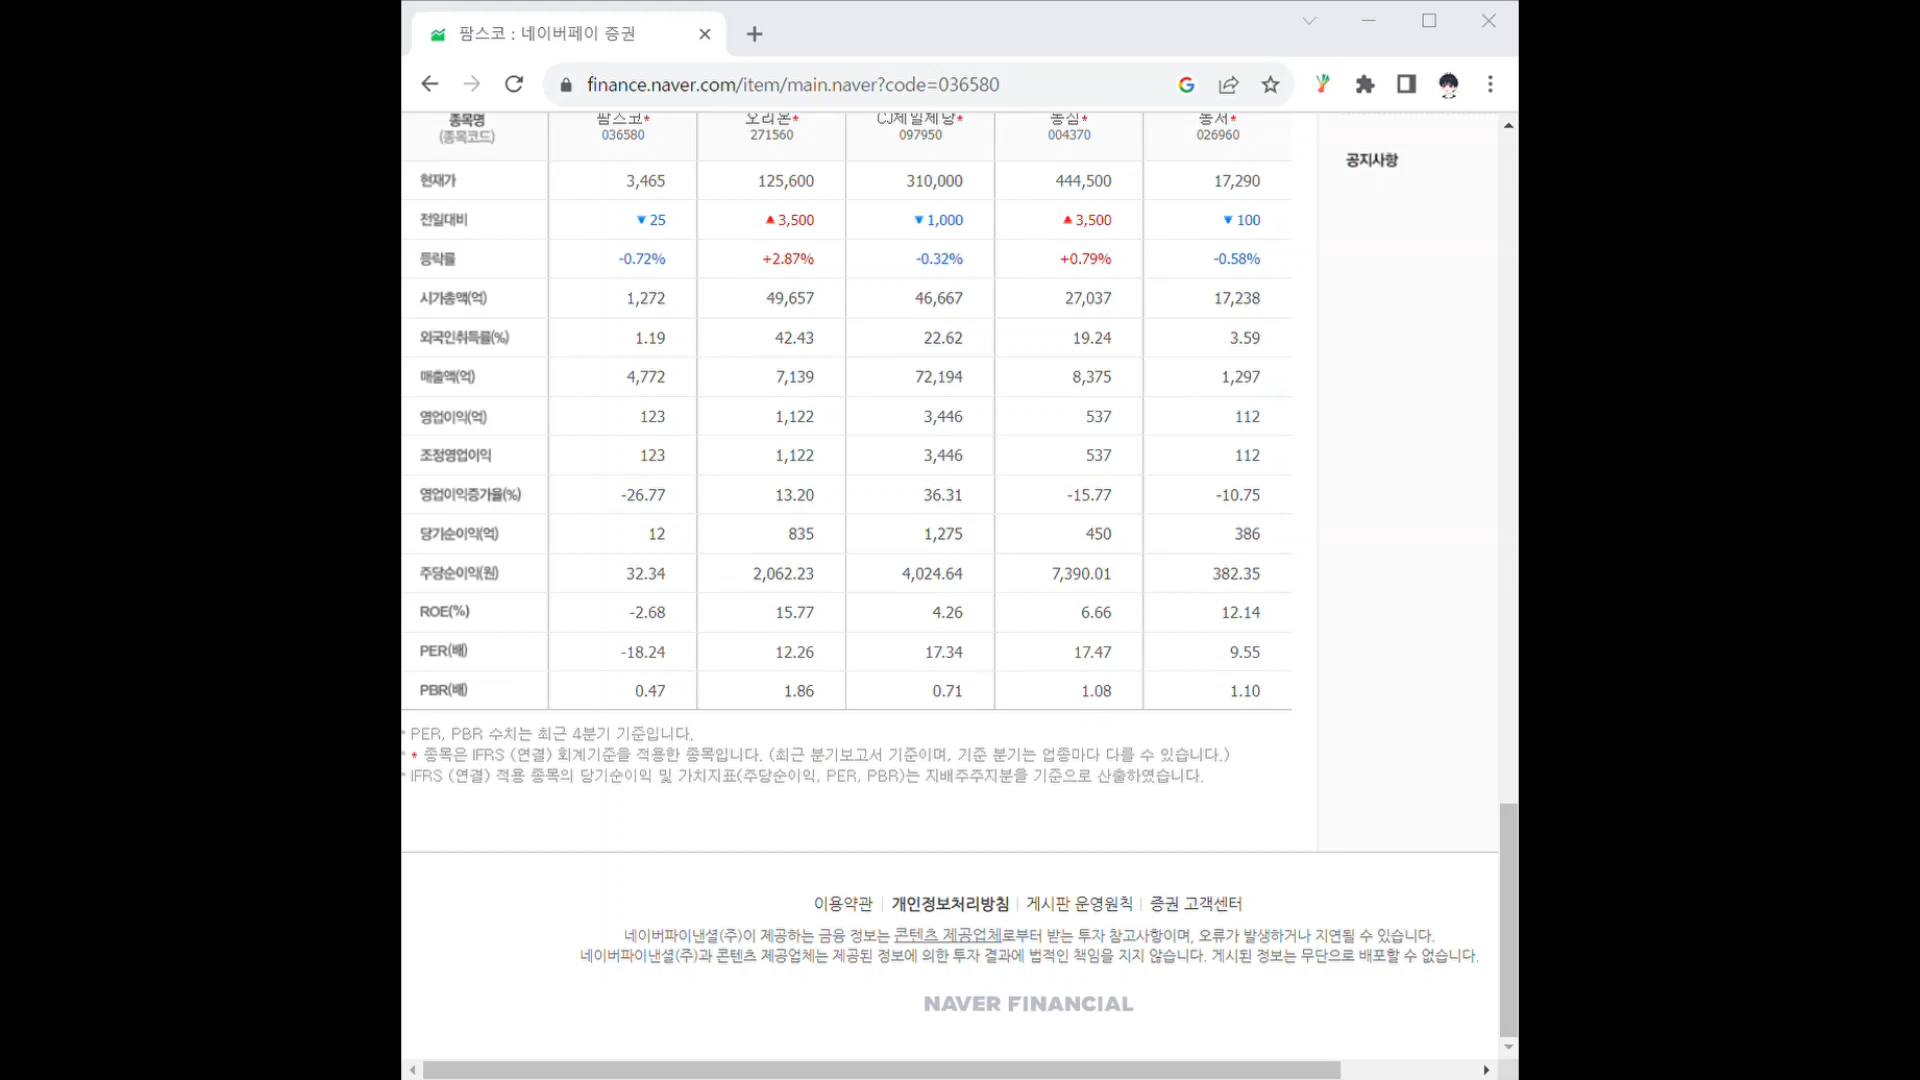 팜스코 : 네이버페이 증권
finance.naver.com/item/main.naver?code=036580
종목명 팜스코* 오리온* CJ제일제당* 농심* 동서*
(종목코드) 036580 271560 097950 004370 026960
공지사항
현재가 3,465 125,600 310,000 444,500 17,290
전일대비 ▼25 ▲3,500 ▼1,000 ▲3,500 ▼100
등락률 -0.72% +2.87% -0.32% +0.79% -0.58%
시가총액(억) 1,272 49,657 46,667 27,037 17,238
외국인취득률(%) 1.19 42.43 22.62 19.24 3.59
매출액(억) 4,772 7,139 72,194 8,375 1,297
영업이익(억) 123 1,122 3,446 537 112
조정영업이익 123 1,122 3,446 537 112
영업이익증가율(%) -26.77 13.20 36.31 -15.77 -10.75
당기순이익(억) 12 835 1,275 450 386
주당순이익(원) 32.34 2,062.23 4,024.64 7,390.01 382.35
ROE(%) -2.68 15.77 4.26 6.66 12.14
PER(배) -18.24 12.26 17.34 17.47 9.55
PBR(배) 0.47 1.86 0.71 1.08 1.10
* PER, PBR 수치는 최근 4분기 기준입니다.
* * 종목은 IFRS (연결) 회계기준을 적용한 종목입니다. (최근 분기보고서 기준이며, 기준 분기는 업종마다 다를 수 있습니다.)
* IFRS (연결) 적용 종목의 당기순이익 및 가치지표(주당순이익, PER, PBR)는 지배주주지분을 기준으로 산출하였습니다.
이용약관 | 개인정보처리방침 | 게시판 운영원칙 | 증권 고객센터
네이버파이낸셜(주)이 제공하는 금융 정보는 콘텐츠 제공업체로부터 받는 투자 참고사항이며, 오류가 발생하거나 지연될 수 있습니다.
네이버파이낸셜(주)과 콘텐츠 제공업체는 제공된 정보에 의한 투자 결과에 법적인 책임을 지지 않습니다. 게시된 정보는 무단으로 배포할 수 없습니다.
NAVER FINANCIAL